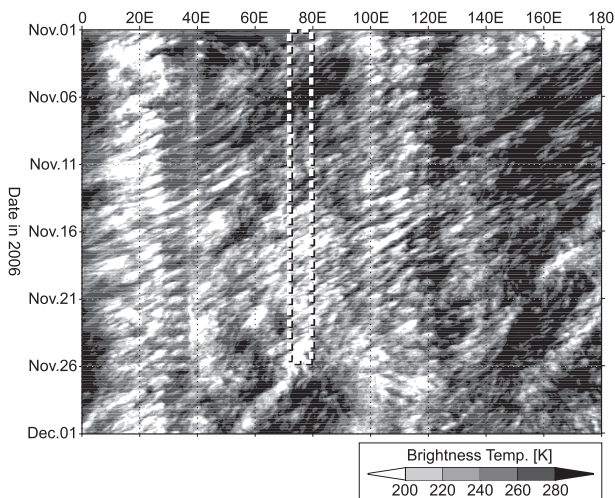 0 20E 40E 60E 80E 100E 120E 140E 160E 180
Nov.01
Nov.06
Nov.11
Nov.16
Nov.21
Nov.26
Dec.01
Date in 2006
Brightness Temp. [K]
200 220 240 260 280